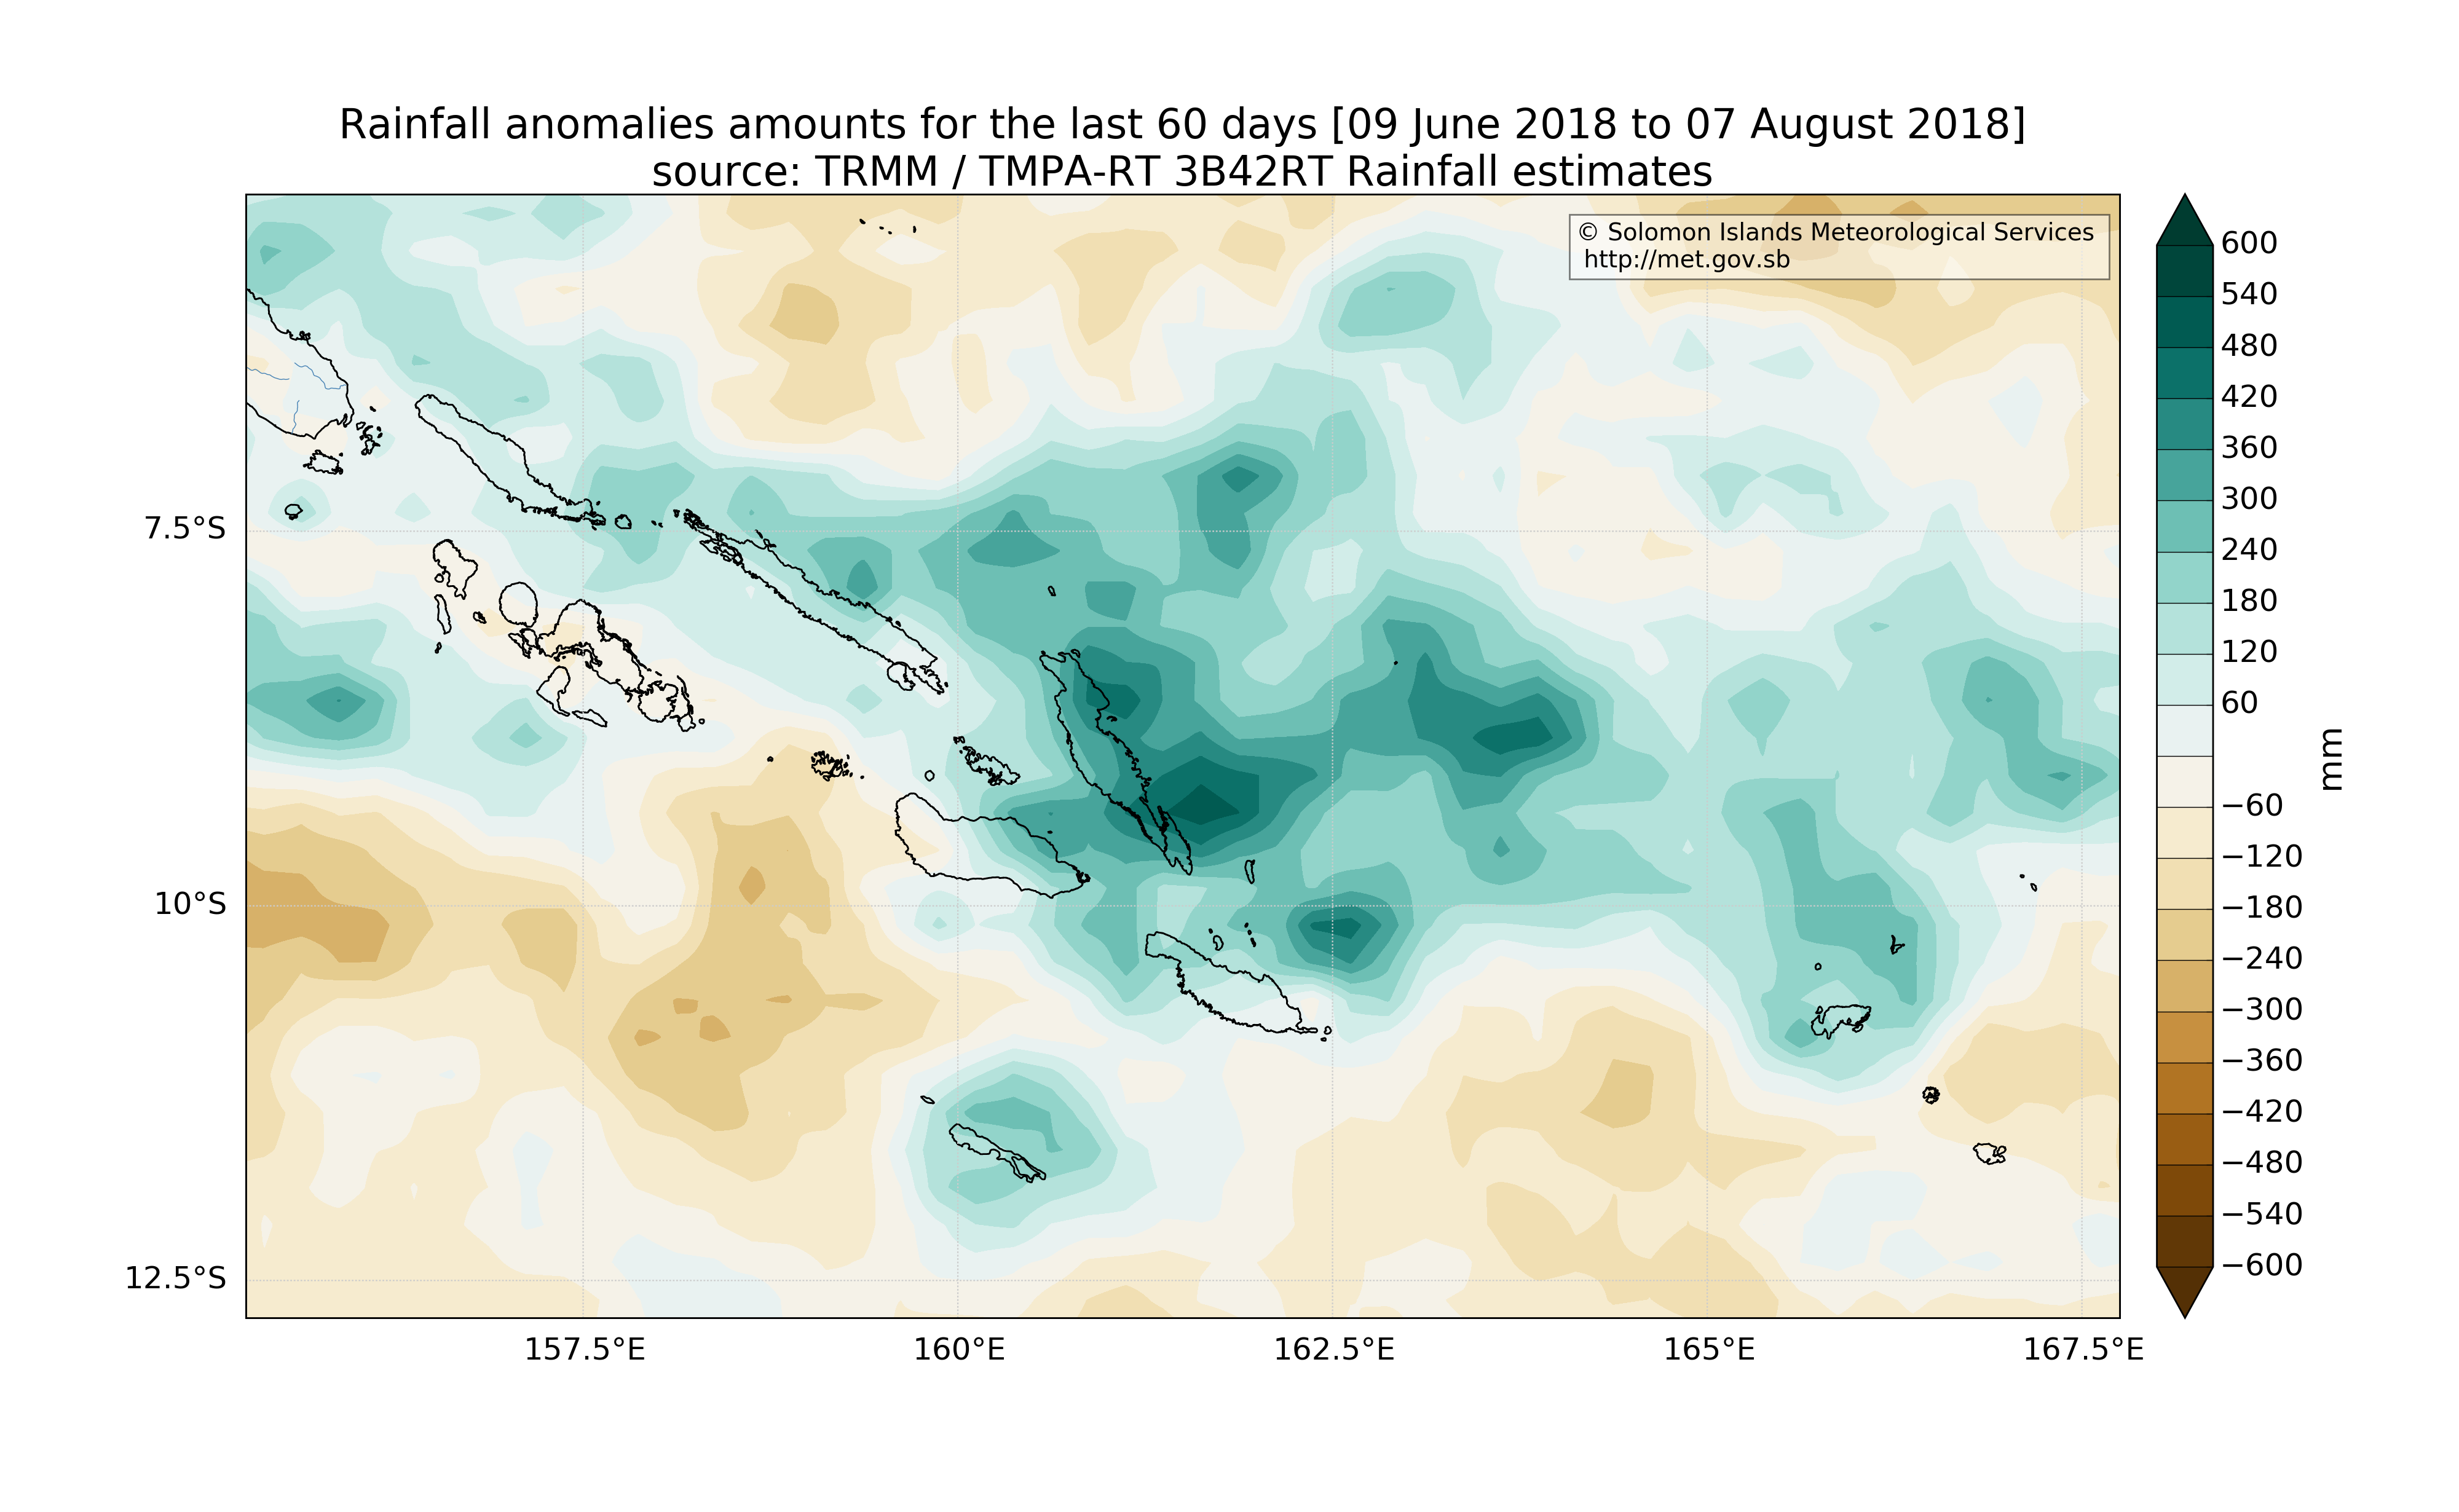 Rainfall anomalies amounts for the last 60 days [09 June 2018 to 07 August 2018]
source: TRMM / TMPA-RT 3B42RT Rainfall estimates
© Solomon Islands Meteorological Services
http://met.gov.sb
7.5°S
10°S
12.5°S
157.5°E
160°E
162.5°E
165°E
167.5°E
600
540
480
420
360
300
240
180
120
60
−60
−120
−180
−240
−300
−360
−420
−480
−540
−600
mm